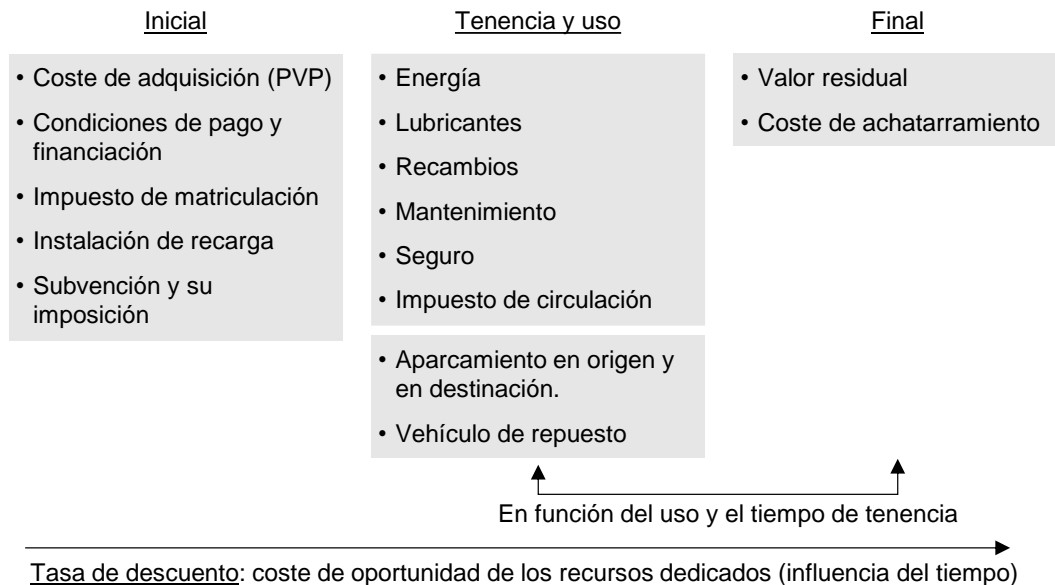 Inicial
• Coste de adquisición (PVP)
• Condiciones de pago y
financiación
• Impuesto de matriculación
• Instalación de recarga
• Subvención y su
imposición
Tenencia y uso
• Energía
• Lubricantes
• Recambios
• Mantenimiento
• Seguro
• Impuesto de circulación
• Aparcamiento en origen y
en destinación.
• Vehículo de repuesto
Final
• Valor residual
• Coste de achatarramiento
En función del uso y el tiempo de tenencia
Tasa de descuento: coste de oportunidad de los recursos dedicados (influencia del tiempo)